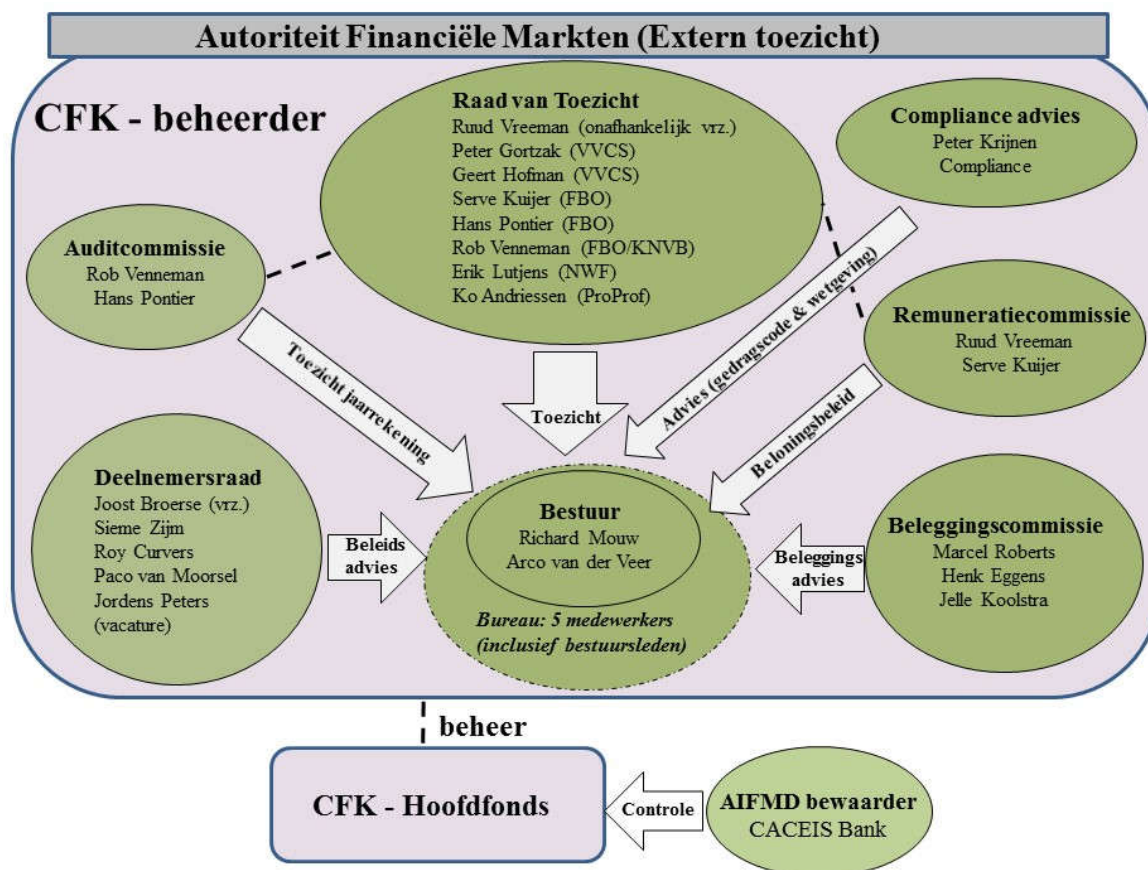 Autoriteit Financiële Markten (Extern toezicht)
CFK - beheerder
Raad van Toezicht
Ruud Vreeman (onafhankelijk vrz.)
Peter Gortzak (VVCS)
Geert Hofman (VVCS)
Serve Kuijer (FBO)
Hans Pontier (FBO)
Rob Venneman (FBO/KNVB)
Erik Lutjens (NWF)
Ko Andriessen (ProProf)
Compliance advies
Peter Krijnen
Compliance
Auditcommissie
Rob Venneman
Hans Pontier
Remuneratiecommissie
Ruud Vreeman
Serve Kuijer
Toezicht jaarrekening
Toezicht
Advies (gedragscode & wetgeving)
Beloningsbeleid
Deelnemersraad
Joost Broerse (vrz.)
Sieme Zijm
Roy Curvers
Paco van Moorsel
Jordens Peters
(vacature)
Beleids
advies
Bestuur
Richard Mouw
Arco van der Veer
Bureau: 5 medewerkers
(inclusief bestuursleden)
Beleggings
advies
Beleggingscommissie
Marcel Roberts
Henk Eggens
Jelle Koolstra
beheer
CFK - Hoofdfonds
Controle
AIFMD bewaarder
CACEIS Bank